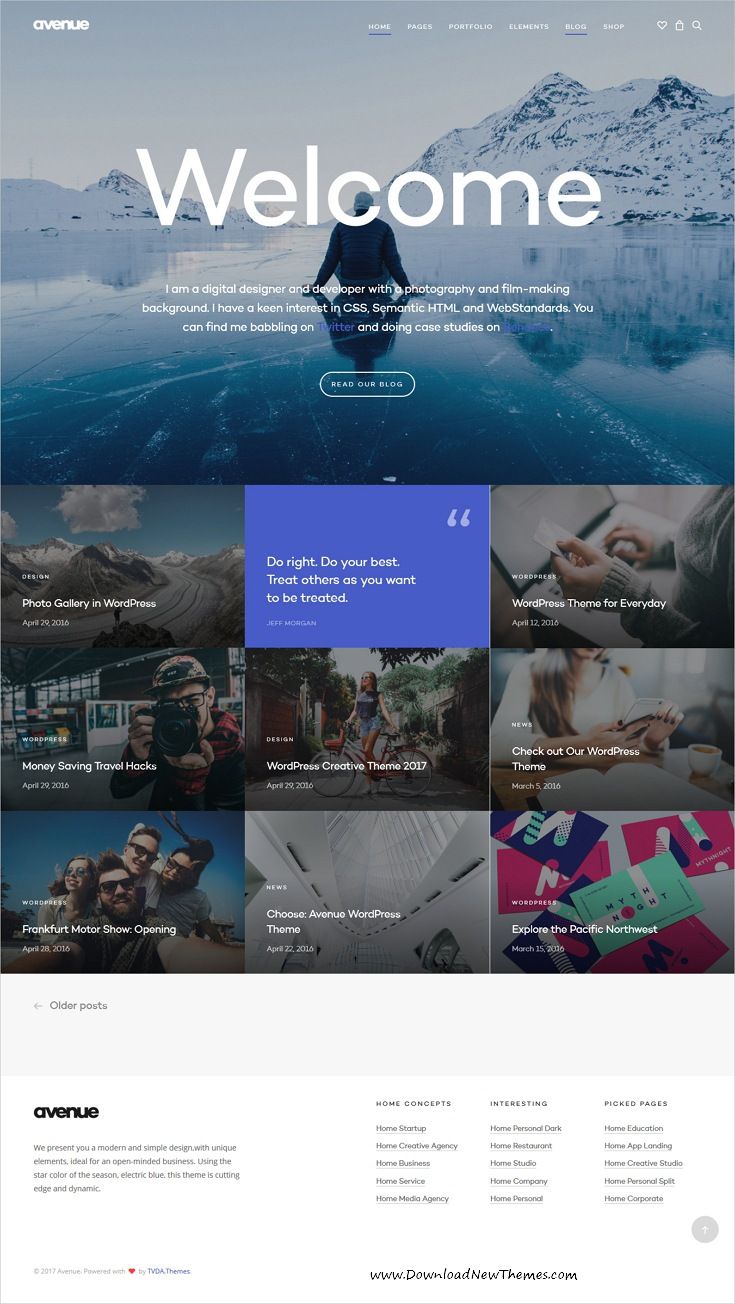 avenue
HOME PAGES PORTFOLIO ELEMENTS BLOG SHOP
Welcome
I am a digital designer and developer with a photography and film-making
background. I have a keen interest in CSS, Semantic HTML and WebStandards. You
can find me babbling on Twitter and doing case studies on
READ OUR BLOG
DESIGN
Photo Gallery in WordPress
April 29, 2016
“
Do right. Do your best.
Treat others as you want
to be treated.
JEFF MORGAN
WORDPRESS
WordPress Theme for Everyday
April 12, 2016
WORDPRESS
Money Saving Travel Hacks
April 29, 2016
DESIGN
WordPress Creative Theme 2017
April 29, 2016
NEWS
Check out Our WordPress
Theme
March 5, 2016
WORDPRESS
Frankfurt Motor Show: Opening
April 28, 2016
NEWS
Choose: Avenue WordPress
Theme
April 22, 2016
MYTHNIGHT
MYTH
NIGHT
WORDPRESS
Explore the Pacific Northwest
March 15, 2016
← Older posts
avenue
We present you a modern and simple design,with unique
elements, ideal for an open-minded business. Using the
star color of the season, electric blue, this theme is cutting
edge and dynamic.
HOME CONCEPTS
Home Startup
Home Creative Agency
Home Business
Home Service
Home Media Agency
INTERESTING
Home Personal Dark
Home Restaurant
Home Studio
Home Company
Home Personal
PICKED PAGES
Home Education
Home App Landing
Home Creative Studio
Home Personal Split
Home Corporate
© 2017 Avenue. Powered with ❤ by TVDA.Themes.
www.DownloadNewThemes.com